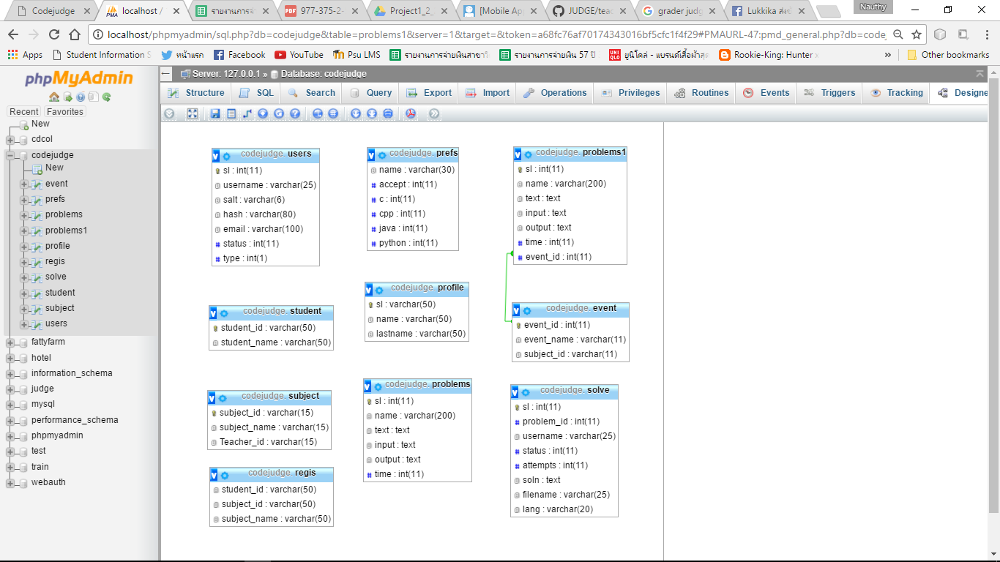 Codejudge
localhost /
รายงานการจ่
977-375-2-
Project1_2_
[Mobile Ap
JUDGE/tea
grader judg
Lukkika ส่งข
Nauthy
localhost/phpmyadmin/sql.php?db=codejudge&table=problems1&server=1&target=&token=a68fc76af70174343016bf5cfc1f4f29#PMAURL-47:pmd_general.php?db=codej
Apps
Student Information S
หน้าแรก
Facebook
YouTube
Psu LMS
รายงานการจ่ายเงินสาขาวิ
รายงานการจ่ายเงิน 57 ปี
ยูนิโคล่ - แบรนด์เสื้อผ้าสุด
Rookie-King: Hunter x
»
Other bookmarks
phpMyAdmin
Recent
Favorites
New
cdcol
codejudge
New
event
prefs
problems
problems1
profile
regis
solve
student
subject
users
fattyfarm
hotel
information_schema
judge
mysql
performance_schema
phpmyadmin
test
train
webauth
Server: 127.0.0.1 » Database: codejudge
Structure
SQL
Search
Query
Export
Import
Operations
Privileges
Routines
Events
Triggers
Tracking
Designe
codejudge. users
sl : int(11)
username : varchar(25)
salt : varchar(6)
hash : varchar(80)
email : varchar(100)
status : int(11)
type : int(1)
codejudge. prefs
name : varchar(30)
accept : int(11)
c : int(11)
cpp : int(11)
java : int(11)
python : int(11)
codejudge. problems1
sl : int(11)
name : varchar(200)
text : text
input : text
output : text
time : int(11)
event_id : int(11)
codejudge. student
student_id : varchar(50)
student_name : varchar(50)
codejudge. profile
sl : varchar(50)
name : varchar(50)
lastname : varchar(50)
codejudge. event
event_id : int(11)
event_name : varchar(11)
subject_id : varchar(11)
codejudge. subject
subject_id : varchar(15)
subject_name : varchar(15)
Teacher_id : varchar(15)
codejudge. problems
sl : int(11)
name : varchar(200)
text : text
input : text
output : text
time : int(11)
codejudge. solve
sl : int(11)
problem_id : int(11)
username : varchar(25)
status : int(11)
attempts : int(11)
soln : text
filename : varchar(25)
lang : varchar(20)
codejudge. regis
student_id : varchar(50)
subject_id : varchar(50)
subject_name : varchar(50)